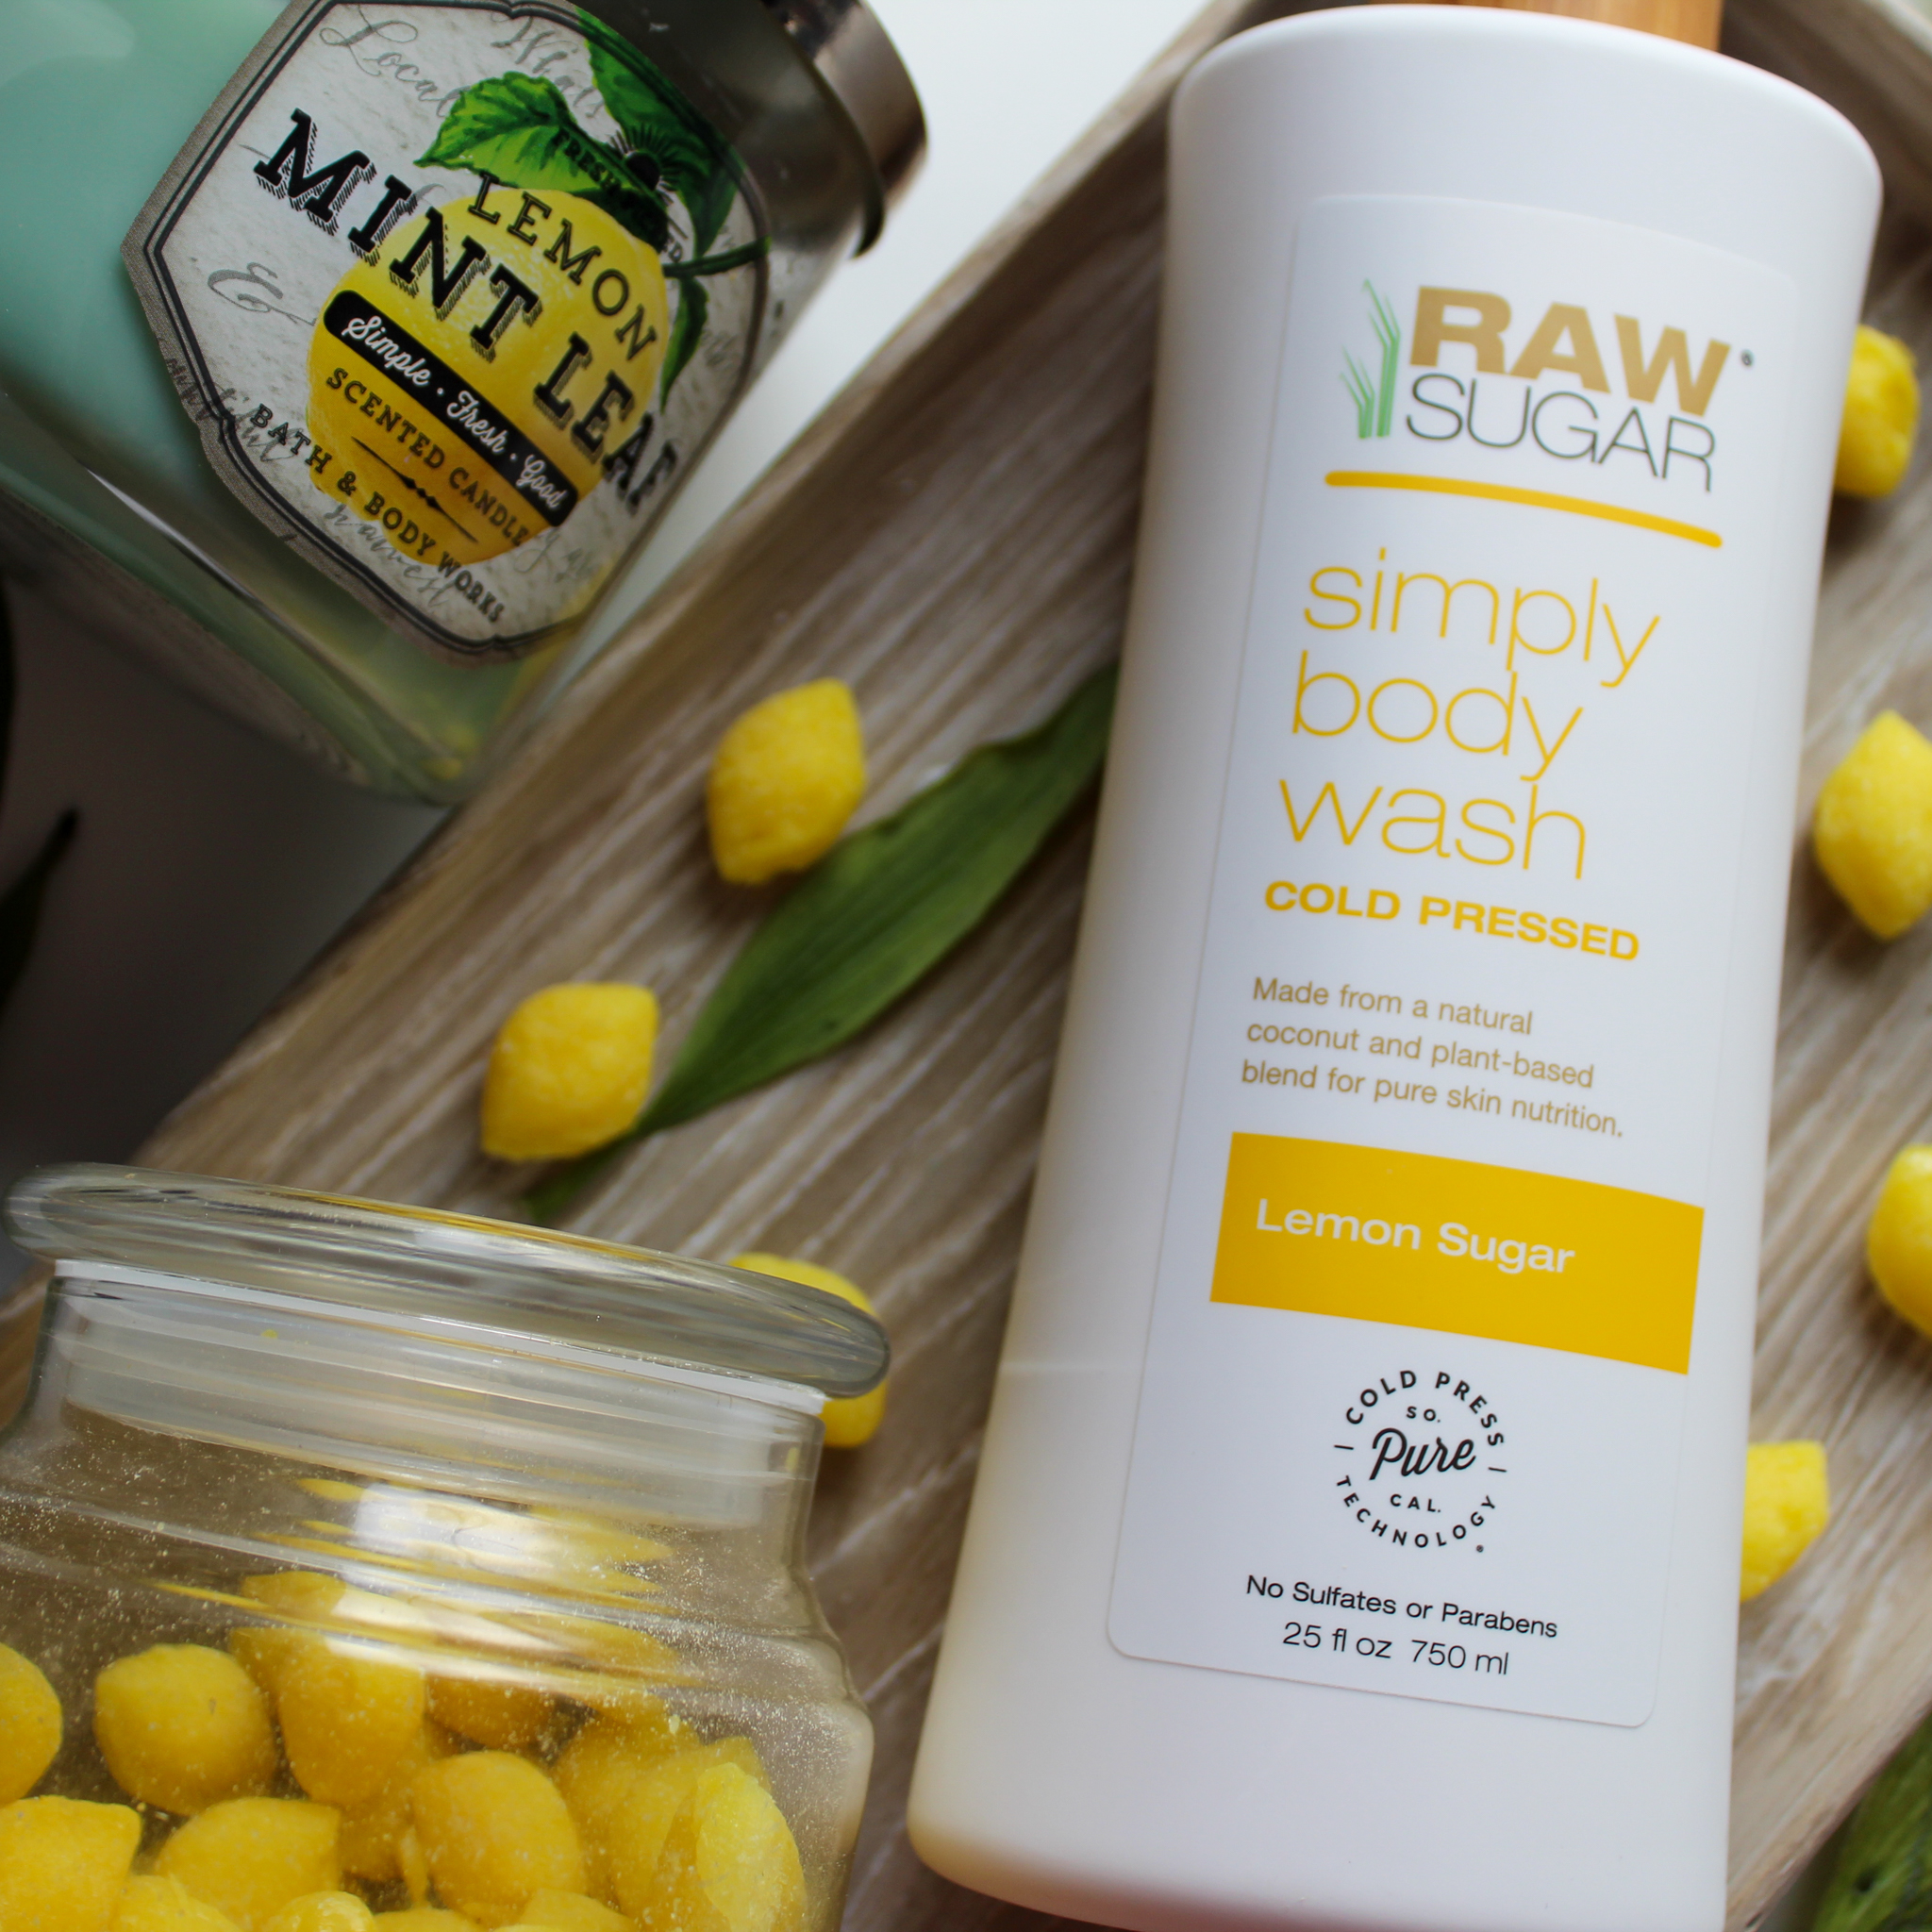 LEMON
MINT LEAF
Simple · Fresh · Good
SCENTED CANDLE
BATH & BODY WORKS
RAW
SUGAR
simply
body
wash
COLD PRESSED
Made from a natural
coconut and plant-based
blend for pure skin nutrition.
Lemon Sugar
COLD PRESS
SO.
Pure
CAL.
TECHNOLOGY
No Sulfates or Parabens
25 fl oz 750 ml